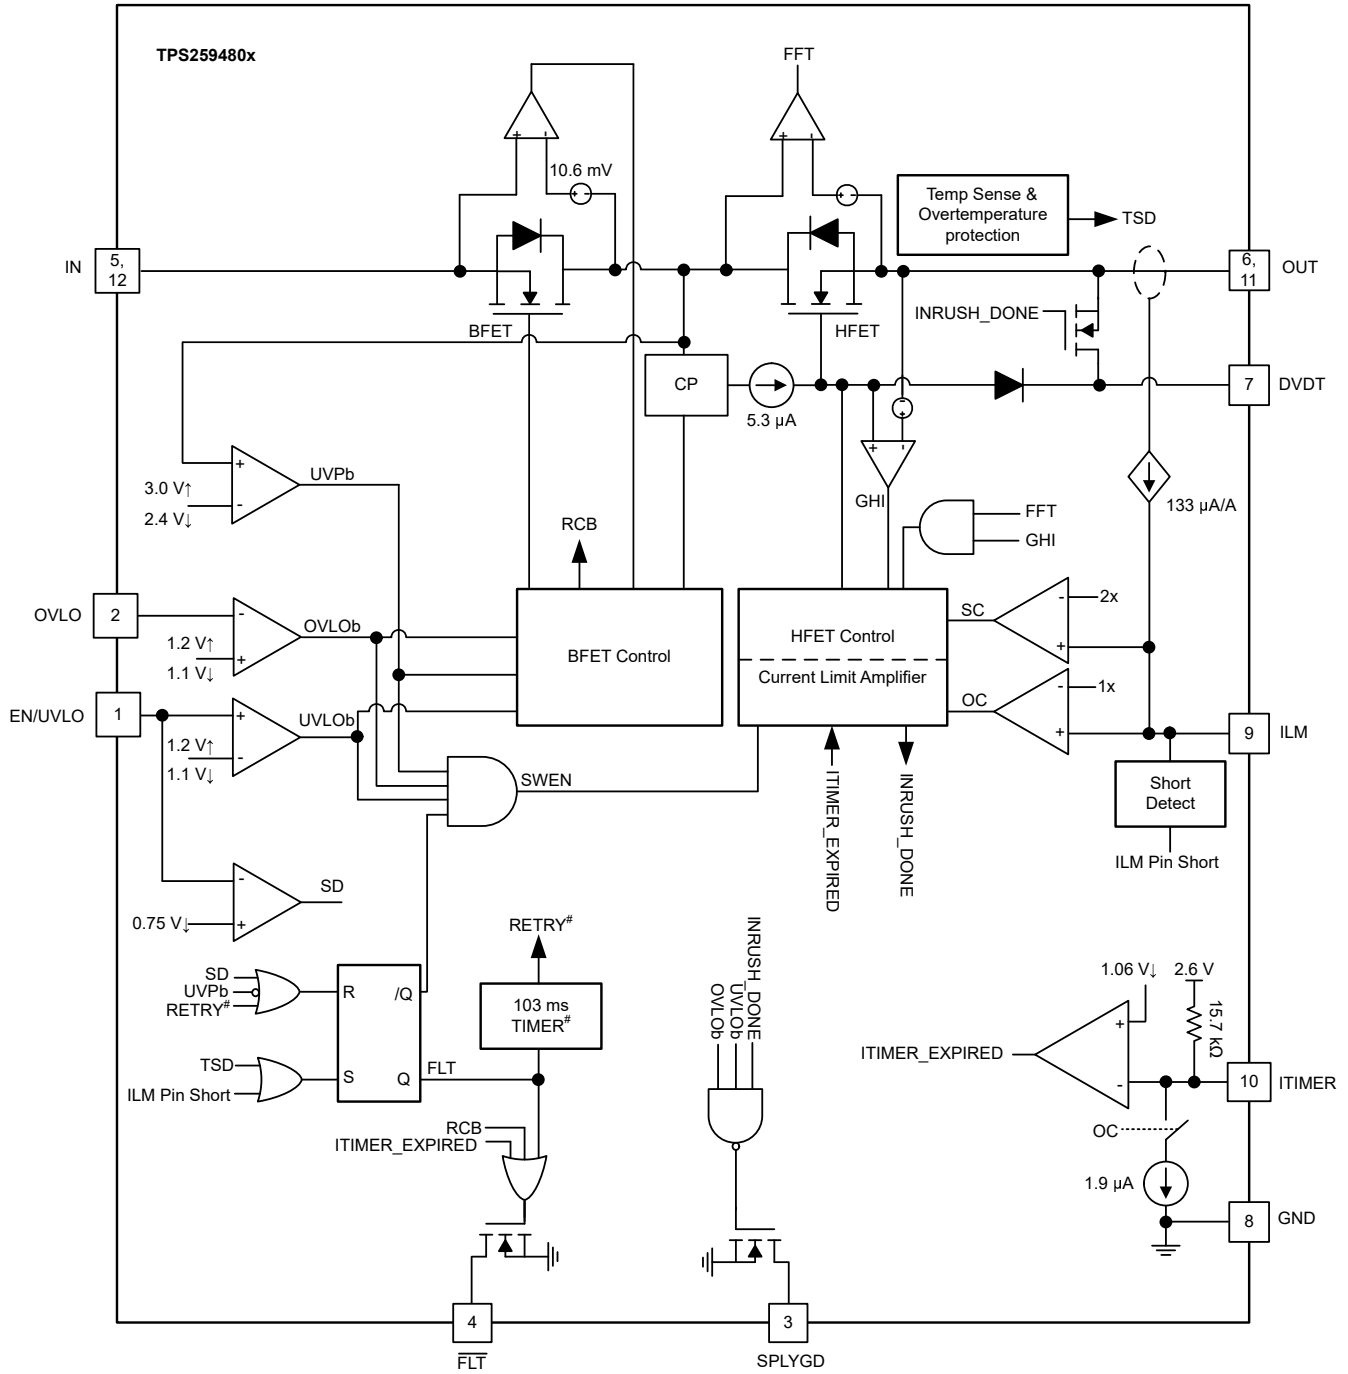 TPS259480x
FFT
+ -
+ -
10.6 mV
+ -
+ -
Temp Sense &
Overtemperature
protection
TSD
IN
5,
12
6,
11
OUT
BFET
HFET
INRUSH_DONE
CP
5.3 µA
7
DVDT
-
+
+ -
UVPb
+
-
3.0 V↑
2.4 V↓
GHI
133 µA/A
RCB
FFT
GHI
OVLO
2
-
+
1.2 V↑
1.1 V↓
OVLOb
BFET Control
HFET Control
Current Limit Amplifier
SC
-
+
2x
EN/UVLO
1
+
-
1.2 V↑
1.1 V↓
UVLOb
OC
-
+
1x
9
ILM
SWEN
ITIMER_EXPIRED
INRUSH_DONE
Short
Detect
ILM Pin Short
-
+
0.75 V↓
SD
RETRY#
103 ms
TIMER#
SD
UVPb
RETRY#
R
/Q
TSD
ILM Pin Short
S
Q
FLT
RCB
ITIMER_EXPIRED
INRUSH_DONE
UVLOb
OVLOb
1.06 V↓
2.6 V
15.7 kΩ
ITIMER_EXPIRED
+
-
10
ITIMER
OC
1.9 µA
8
GND
4
FLT
3
SPLYGD